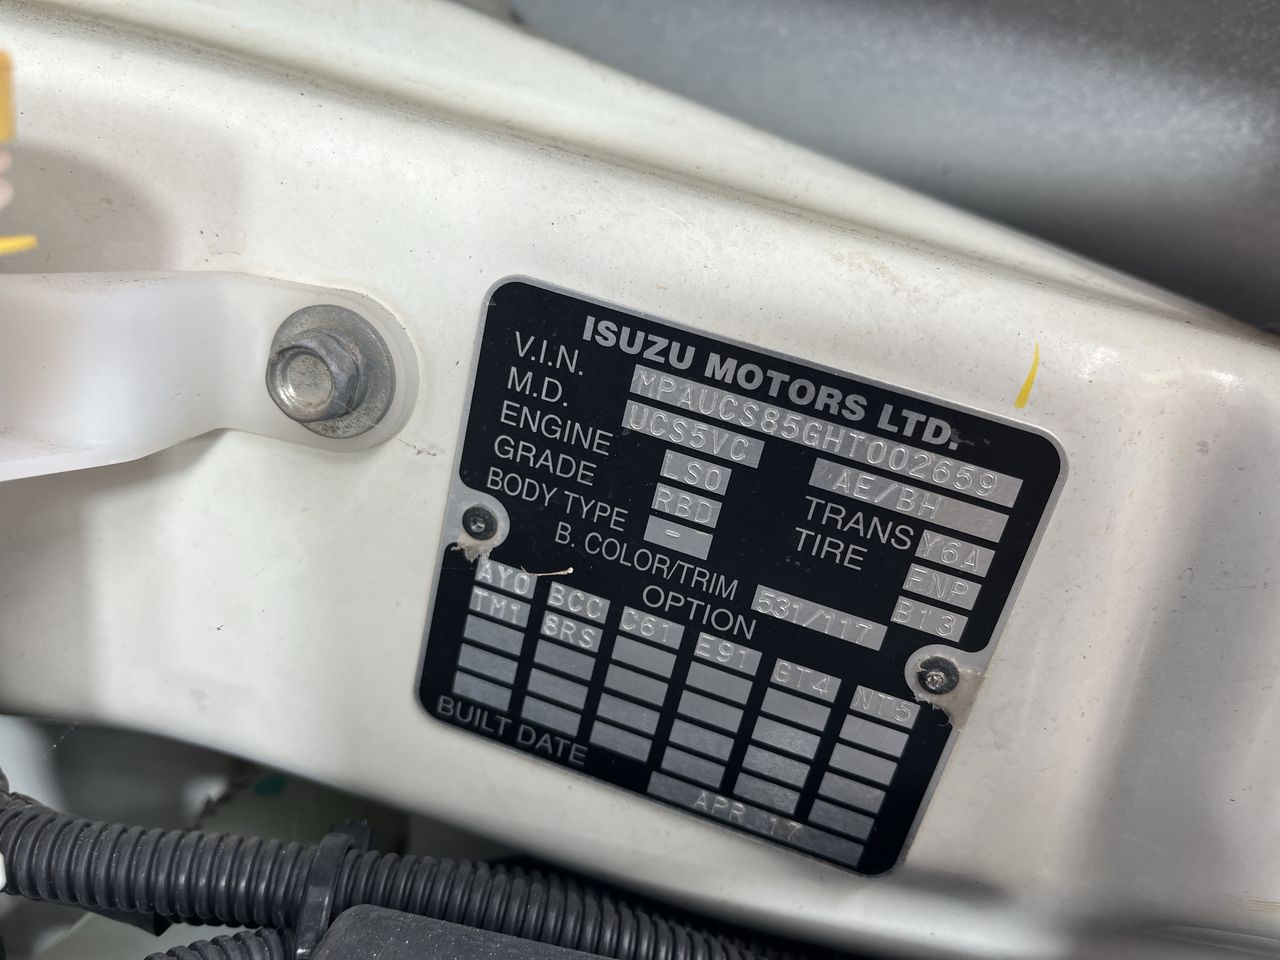 ISUZU MOTORS LTD.
V.I.N. MPAUCS85GHT002659
M.D. UCS5VC AE/BH
ENGINE LS0 TRANS Y6A
GRADE RBD TIRE FNP
BODY TYPE - B13
B. COLOR/TRIM 531/117
OPTION
AY0 BCC C61 E91 GT4 NT5
TM1 8RS
BUILT DATE APR 17